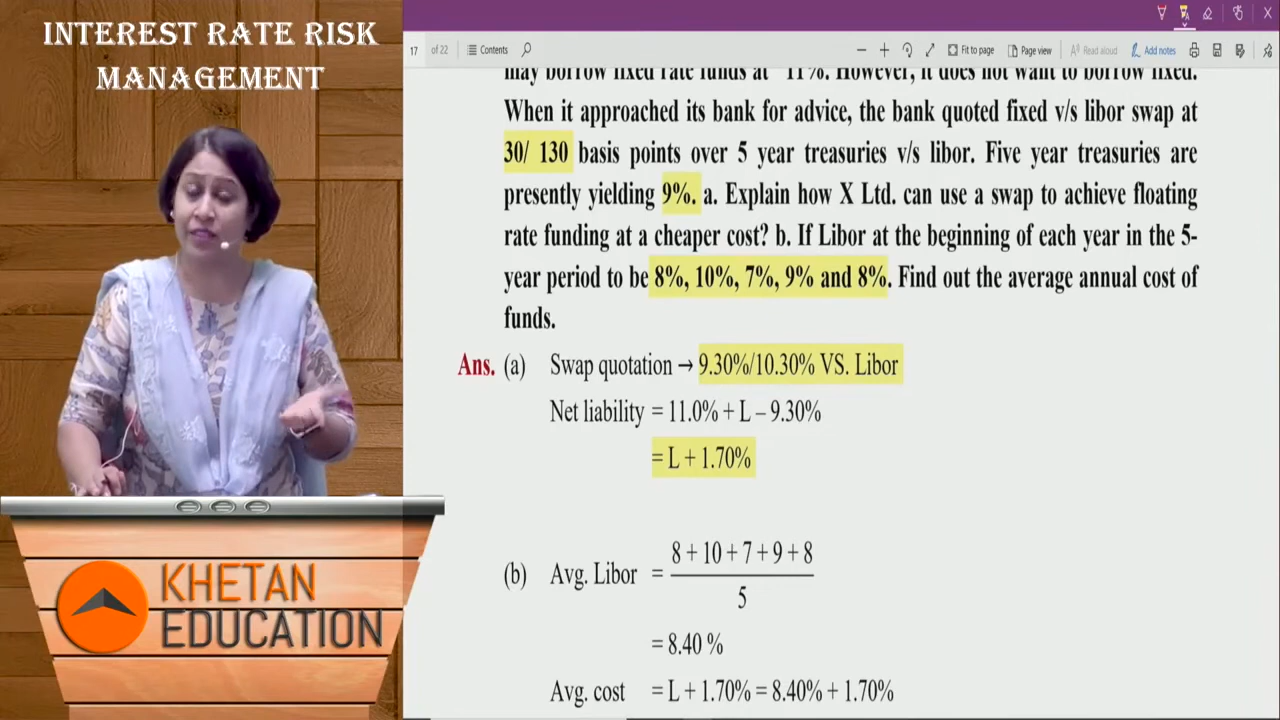 INTEREST RATE RISK
MANAGEMENT
17 of 22
Contents
Fit to page
Page view
Read aloud
Add notes
may borrow fixed rate funds at 11%. However, it does not want to borrow fixed.
When it approached its bank for advice, the bank quoted fixed v/s libor swap at
30/ 130 basis points over 5 year treasuries v/s libor. Five year treasuries are
presently yielding 9%. a. Explain how X Ltd. can use a swap to achieve floating
rate funding at a cheaper cost? b. If Libor at the beginning of each year in the 5-
year period to be 8%, 10%, 7%, 9% and 8%. Find out the average annual cost of
funds.
Ans. (a) Swap quotation → 9.30%/10.30% VS. Libor
Net liability = 11.0% + L – 9.30%
= L + 1.70%
(b) Avg. Libor = 8 + 10 + 7 + 9 + 8
5
= 8.40 %
Avg. cost = L + 1.70% = 8.40% + 1.70%
KHETAN
EDUCATION